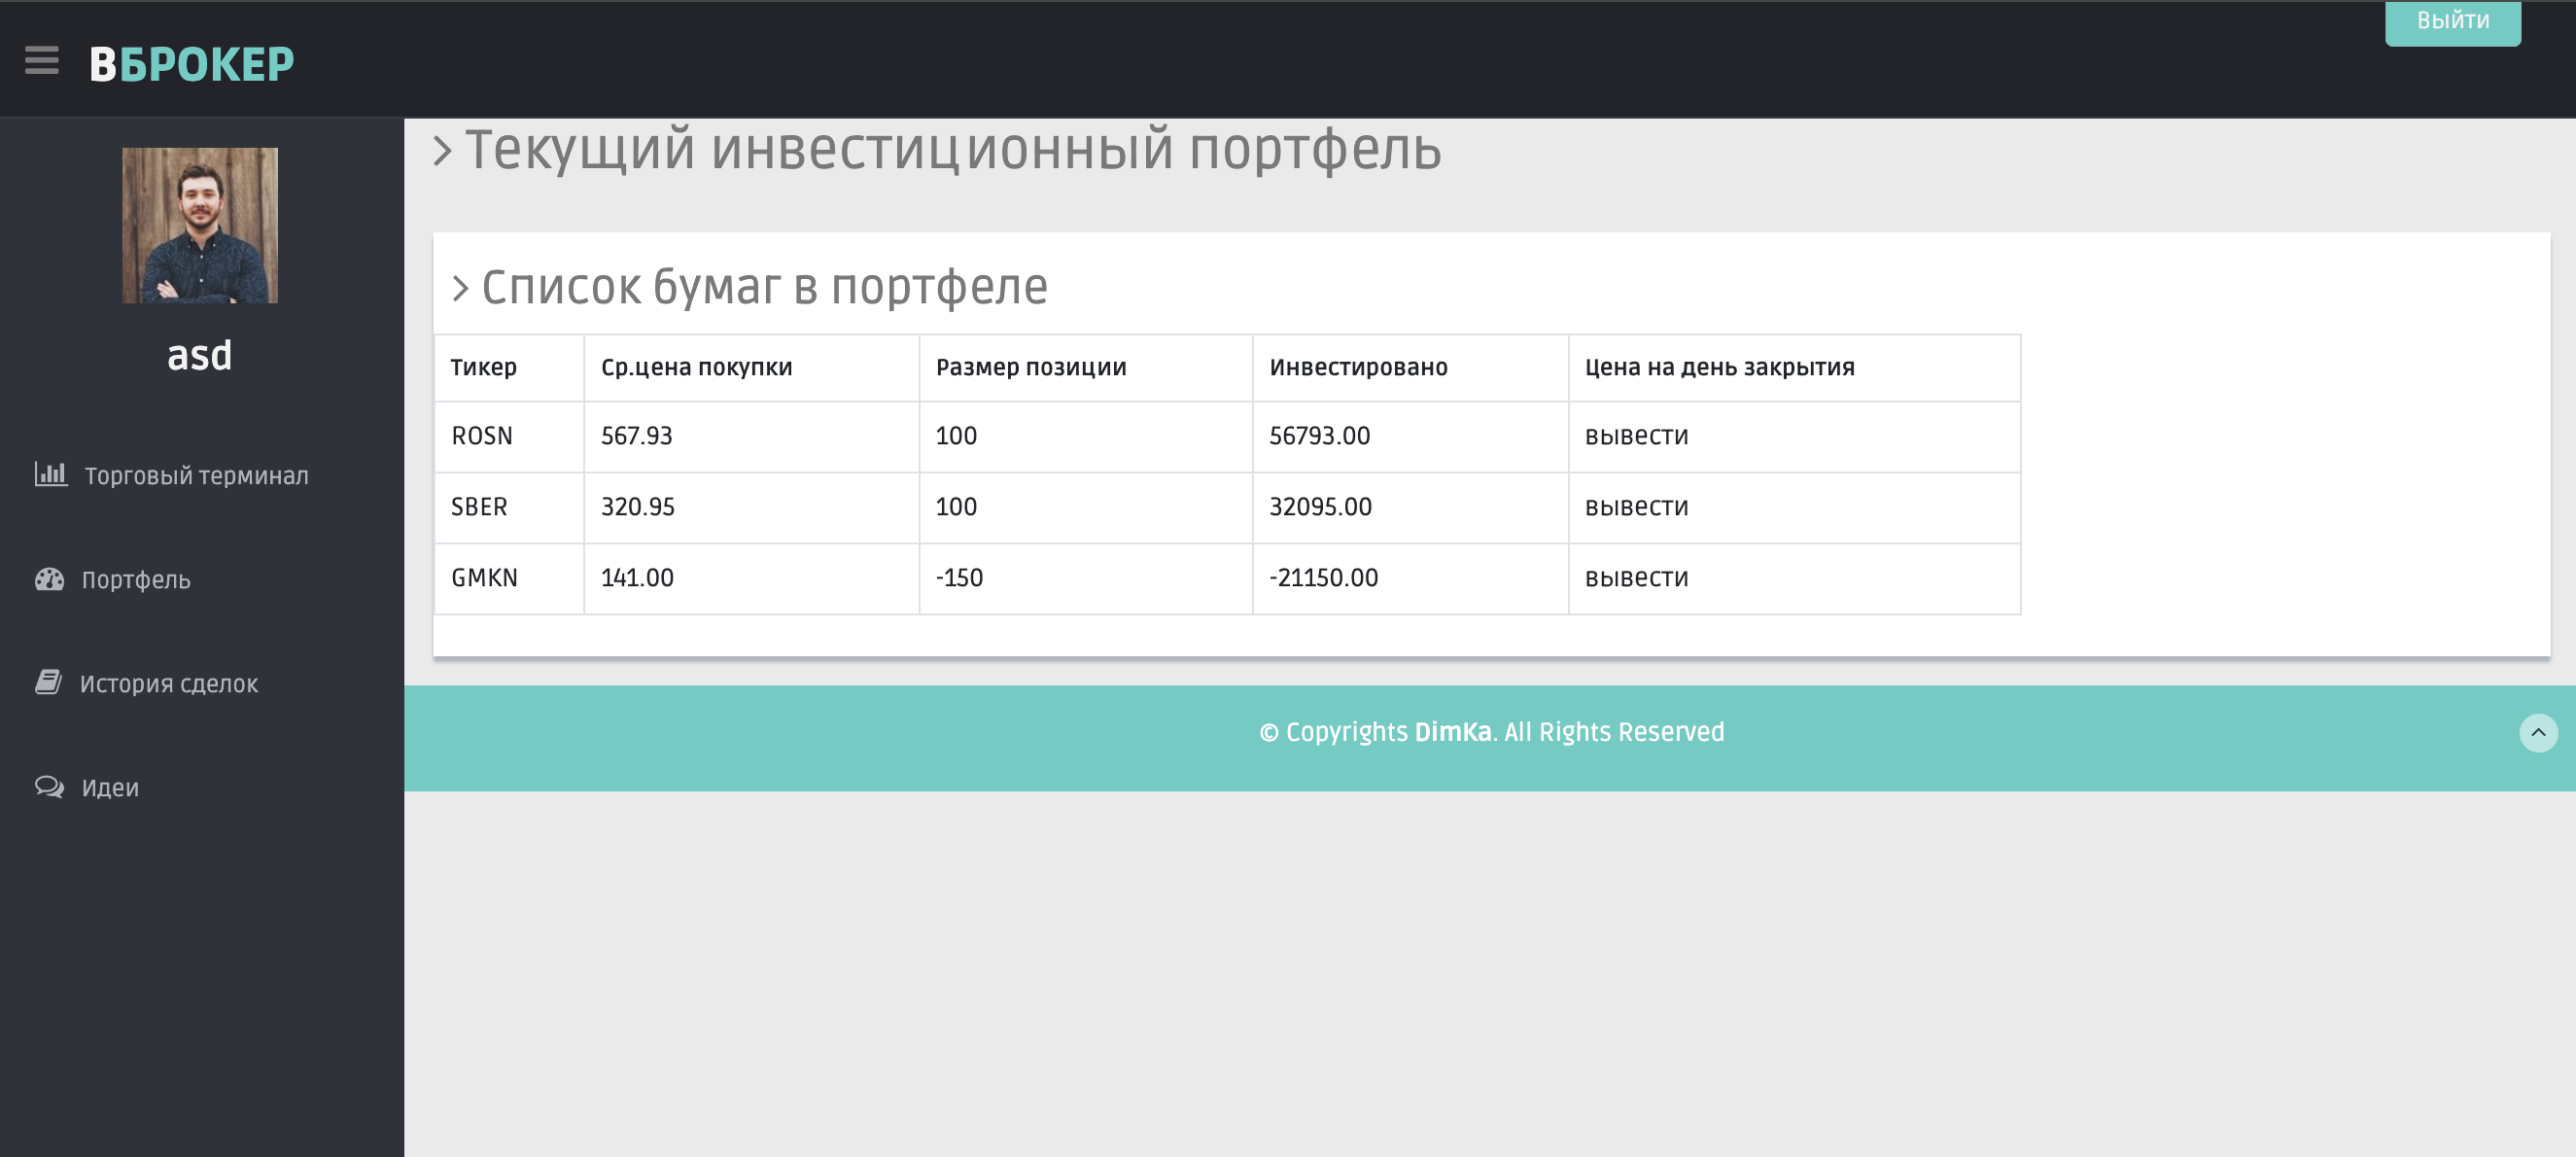 ВБРОКЕР
Выйти
asd
Торговый терминал
Портфель
История сделок
Идеи
Текущий инвестиционный портфель
Список бумаг в портфеле
Тикер Ср.цена покупки Размер позиции Инвестировано Цена на день закрытия
ROSN 567.93 100 56793.00 вывести
SBER 320.95 100 32095.00 вывести
GMKN 141.00 -150 -21150.00 вывести
© Copyrights DimKa. All Rights Reserved